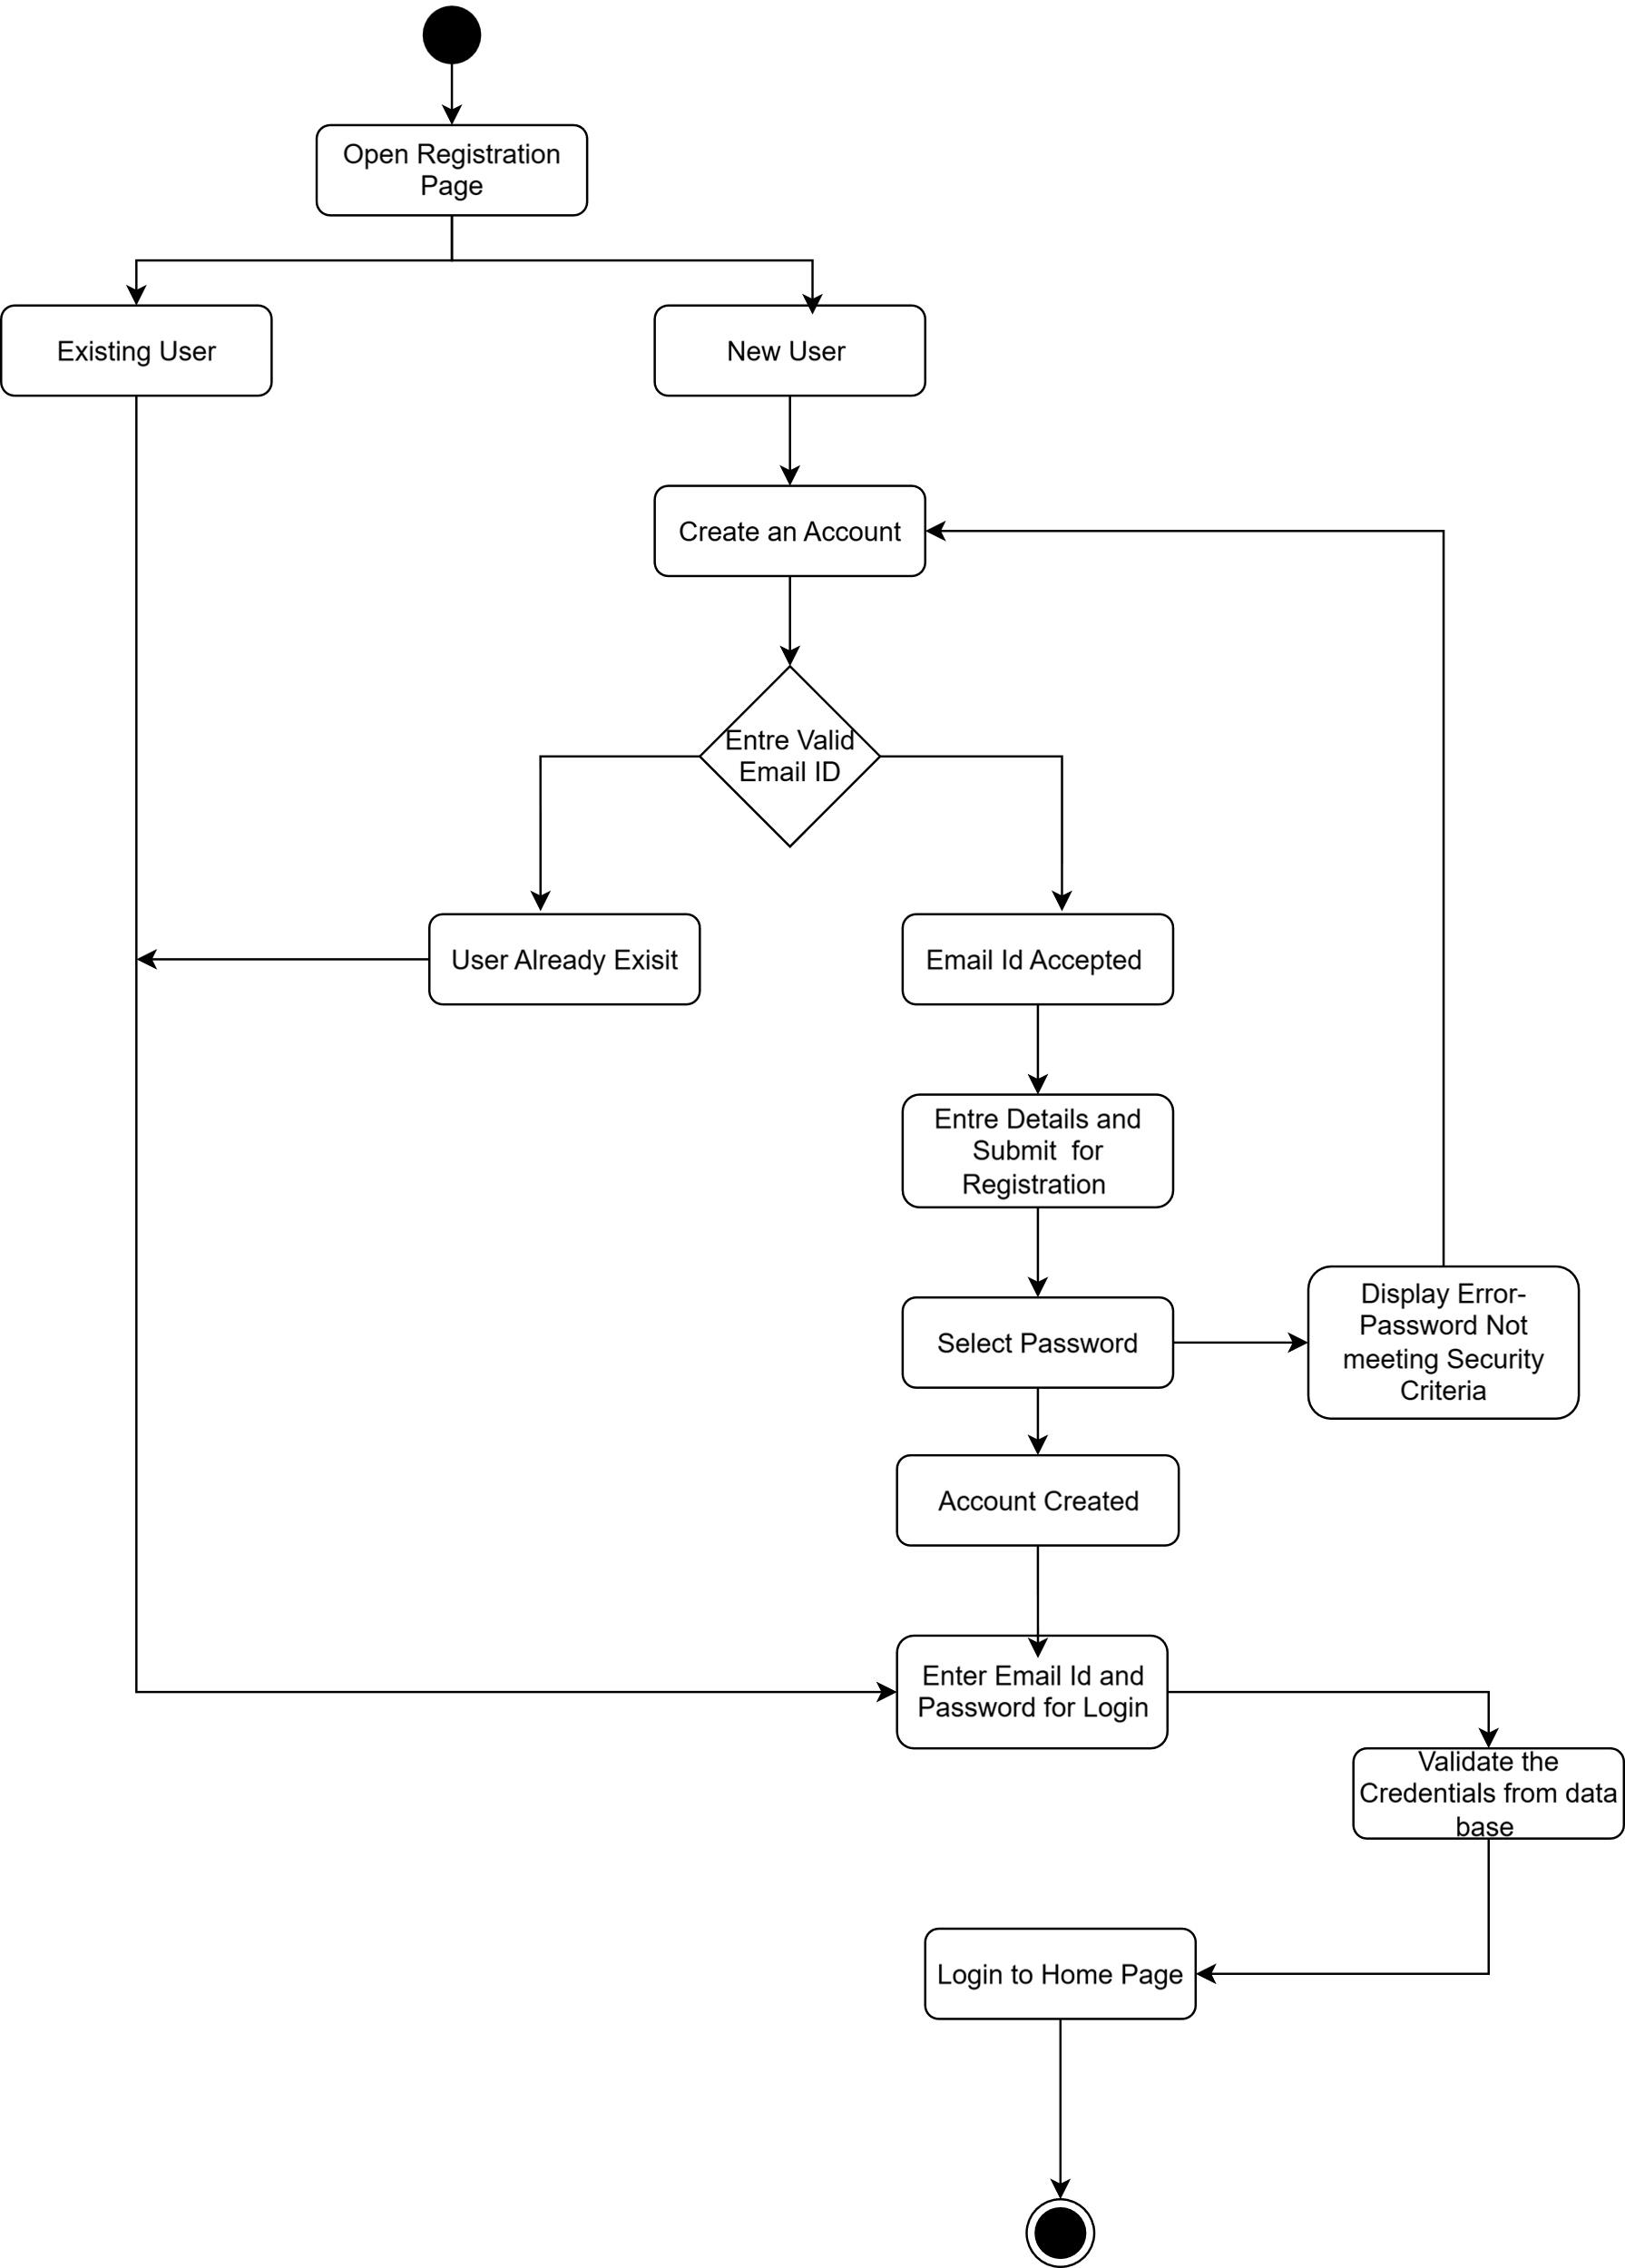 Open Registration
Page
Existing User
New User
Create an Account
Entre Valid
Email ID
User Already Exisit
Email Id Accepted
Entre Details and
Submit  for
Registration
Select Password
Display Error-
Password Not
meeting Security
Criteria
Account Created
Enter Email Id and
Password for Login
Validate the
Credentials from data
base
Login to Home Page